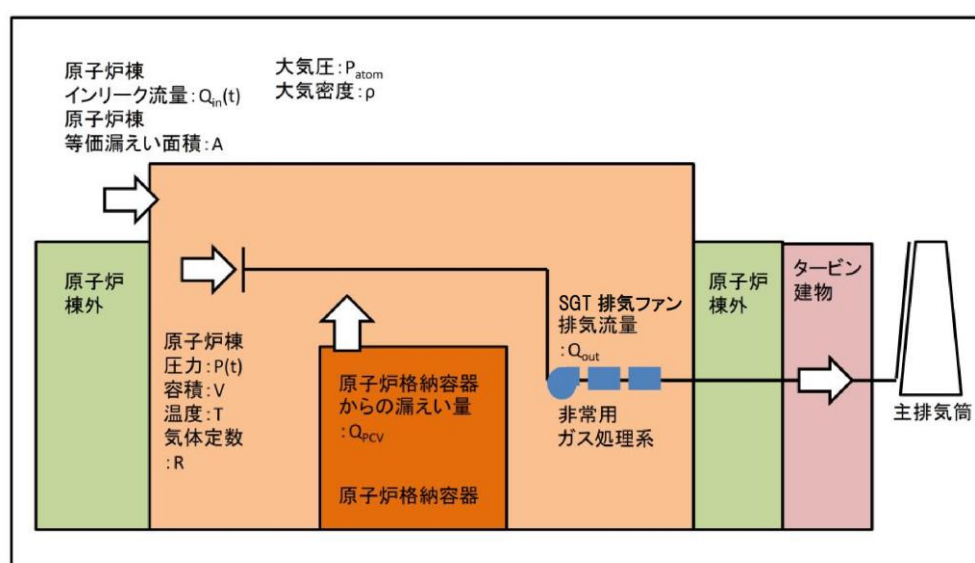 原子炉棟
インリーク流量:Q_in(t)
原子炉棟
等価漏えい面積:A
大気圧:P_atom
大気密度:ρ
原子炉
棟外
原子炉棟
圧力:P(t)
容積:V
温度:T
気体定数
:R
原子炉格納容器
からの漏えい量
:Q_PCV
原子炉格納容器
SGT 排気ファン
排気流量
:Q_out
非常用
ガス処理系
原子炉
棟外
タービン
建物
主排気筒